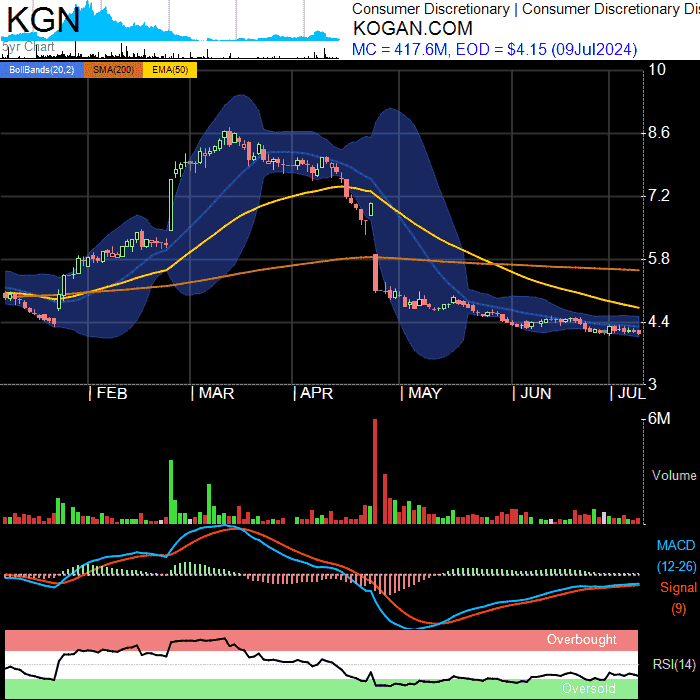 KGN
5yr Chart
Consumer Discretionary | Consumer Discretionary Dis
KOGAN.COM
MC = 417.6M, EOD = $4.15 (09Jul2024)
BollBands(20,2) SMA(200) EMA(50)
10
8.6
7.2
5.8
4.4
3
| FEB | MAR | APR | MAY | JUN | JUL
6M
Volume
MACD
(12-26)
Signal
(9)
Overbought
RSI(14)
Oversold